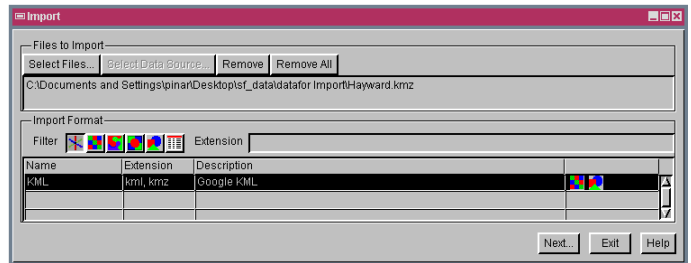 Import
Files to Import
Select Files... Select Data Source... Remove Remove All
C:\Documents and Settings\pinar\Desktop\sf_data\datafor Import\Hayward.kmz
Import Format
Filter Extension
Name Extension Description
KML kml, kmz Google KML
Next... Exit Help